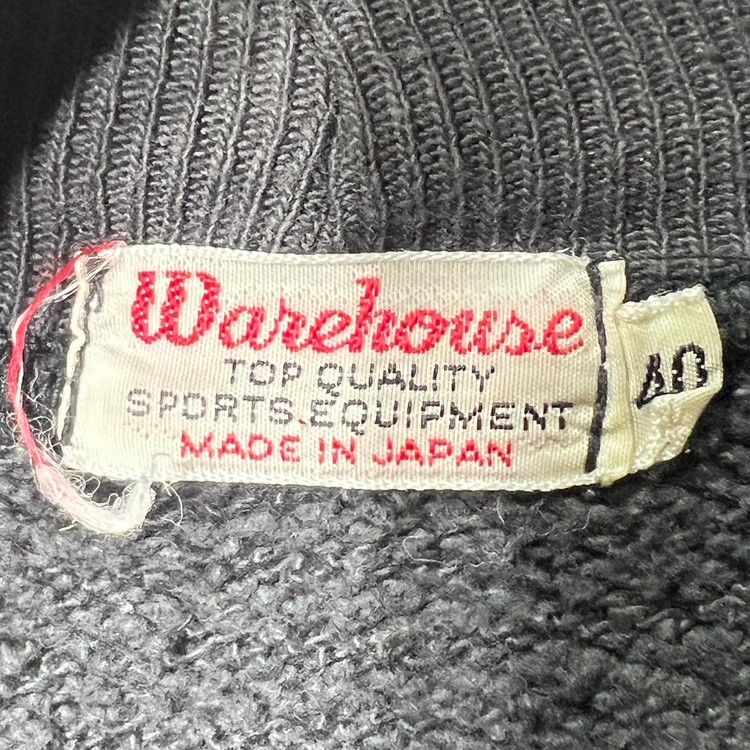 Warehouse
TOP QUALITY
SPORTS EQUIPMENT
MADE IN JAPAN
40